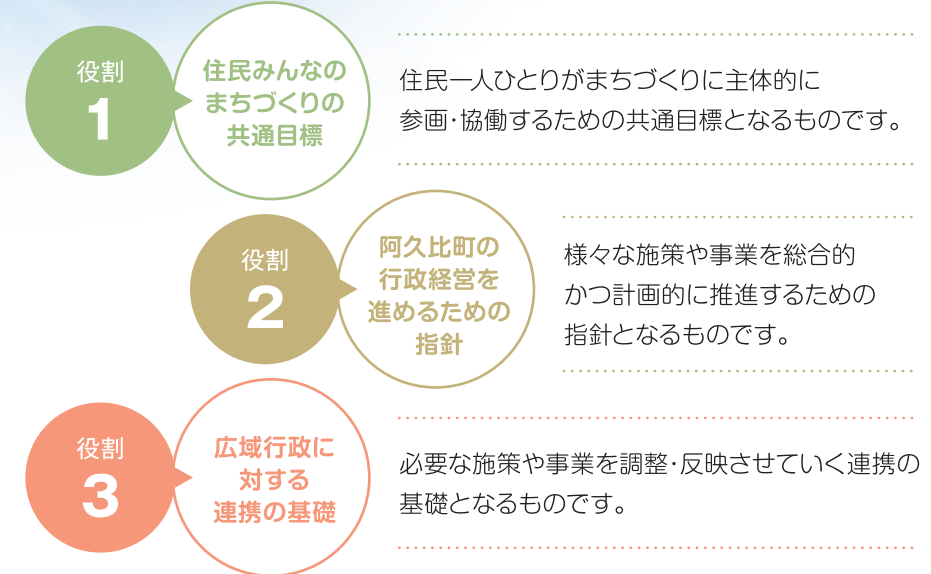 役割
1
住民みんなの
まちづくりの
共通目標
住民一人ひとりがまちづくりに主体的に
参画・協働するための共通目標となるものです。
役割
2
阿久比町の
行政経営を
進めるための
指針
様々な施策や事業を総合的
かつ計画的に推進するための
指針となるものです。
役割
3
広域行政に
対する
連携の基礎
必要な施策や事業を調整・反映させていく連携の
基礎となるものです。